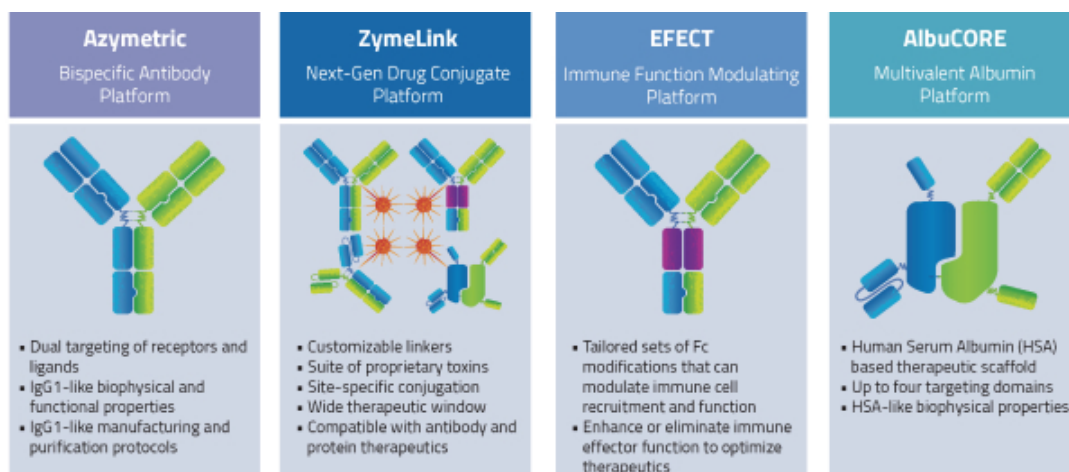 Azymetric
Bispecific Antibody
Platform
ZymeLink
Next-Gen Drug Conjugate
Platform
EFECT
Immune Function Modulating
Platform
AlbuCORE
Multivalent Albumin
Platform
▪ Dual targeting of receptors and
ligands
▪ IgG1-like biophysical and
functional properties
▪ IgG1-like manufacturing and
purification protocols
▪ Customizable linkers
▪ Suite of proprietary toxins
▪ Site-specific conjugation
▪ Wide therapeutic window
▪ Compatible with antibody and
protein therapeutics
▪ Tailored sets of Fc
modifications that can
modulate immune cell
recruitment and function
▪ Enhance or eliminate immune
effector function to optimize
therapeutics
▪ Human Serum Albumin (HSA)
based therapeutic scaffold
▪ Up to four targeting domains
▪ HSA-like biophysical properties